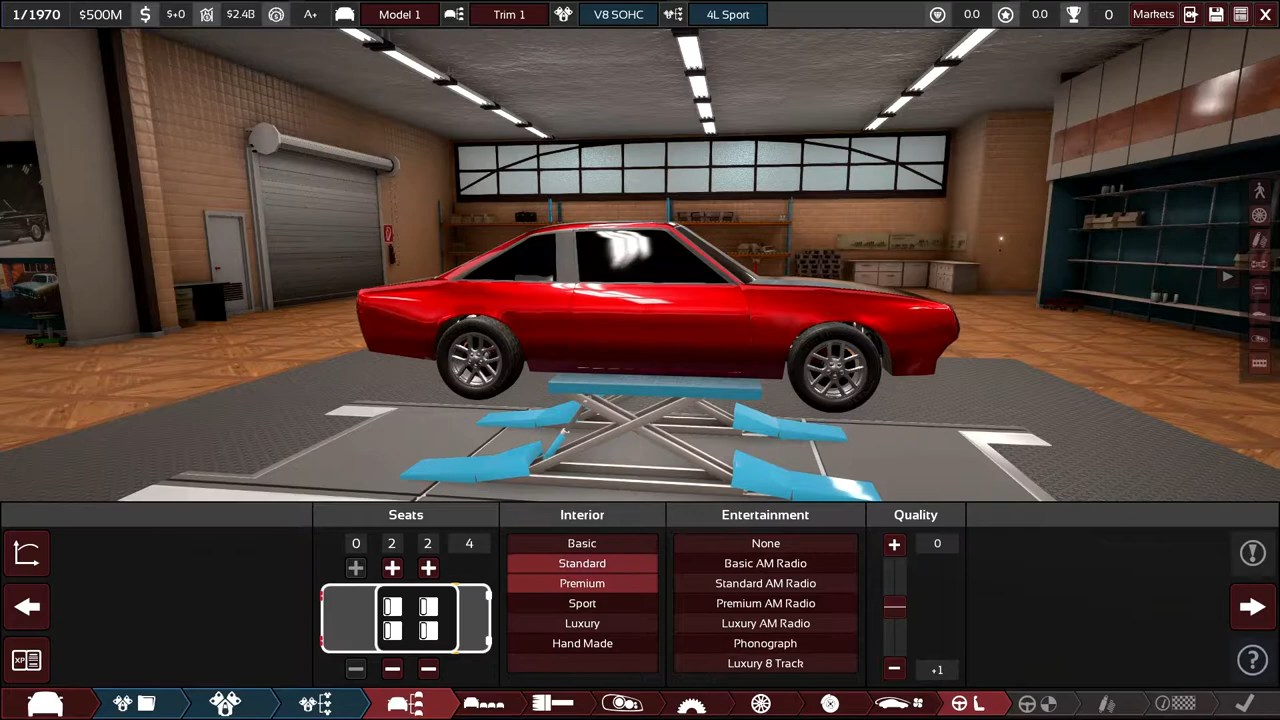 1/1970 $500M $+0 $2.4B A+ Model 1 Trim 1 V8 SOHC 4L Sport 0.0 0.0 0 Markets
Seats Interior Entertainment Quality
0 2 2 4 Basic None 0
Standard Basic AM Radio
Premium Standard AM Radio
Sport Premium AM Radio
Luxury Luxury AM Radio
Hand Made Phonograph
Luxury 8 Track +1
XP